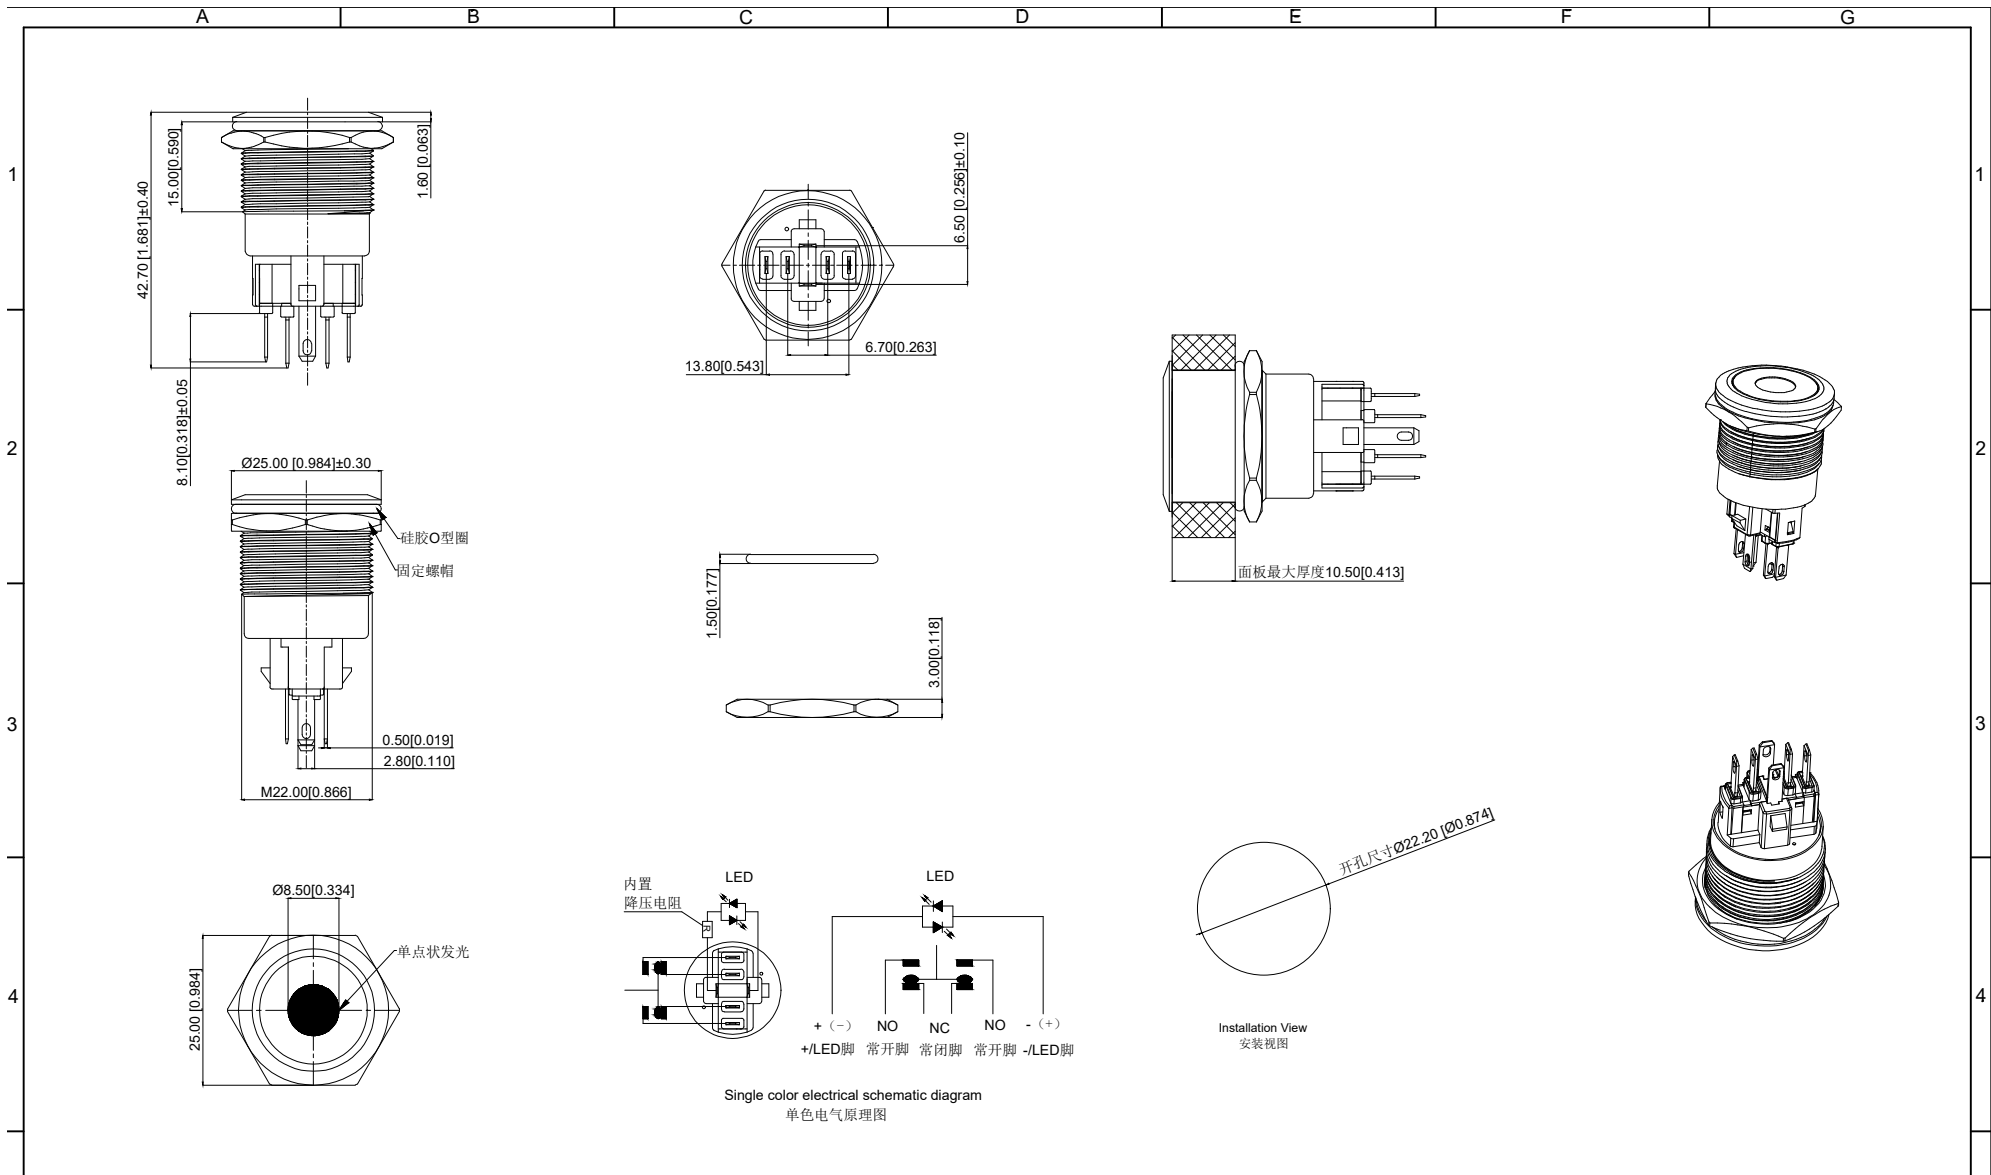 A B C D E F G
1
2
3
4
1
2
3
4
42.70 [1.681]±0.40
15.00[0.590]
1.60 [0.063]
8.10[0.318]±0.05
6.50 [0.256]±0.10
6.70[0.263]
13.80[0.543]
Ø25.00 [0.984]±0.30
硅胶O型圈
固定螺帽
0.50[0.019]
2.80[0.110]
M22.00[0.866]
1.50[0.177]
3.00[0.118]
面板最大厚度10.50[0.413]
开孔尺寸Ø22.20 [Ø0.874]
Installation View
安装视图
Ø8.50[0.334]
单点状发光
25.00 [0.984]
内置
降压电阻
LED
R
LED
+（-） NO NC NO -（+）
+/LED脚 常开脚 常闭脚 常开脚 -/LED脚
Single color electrical schematic diagram
单色电气原理图